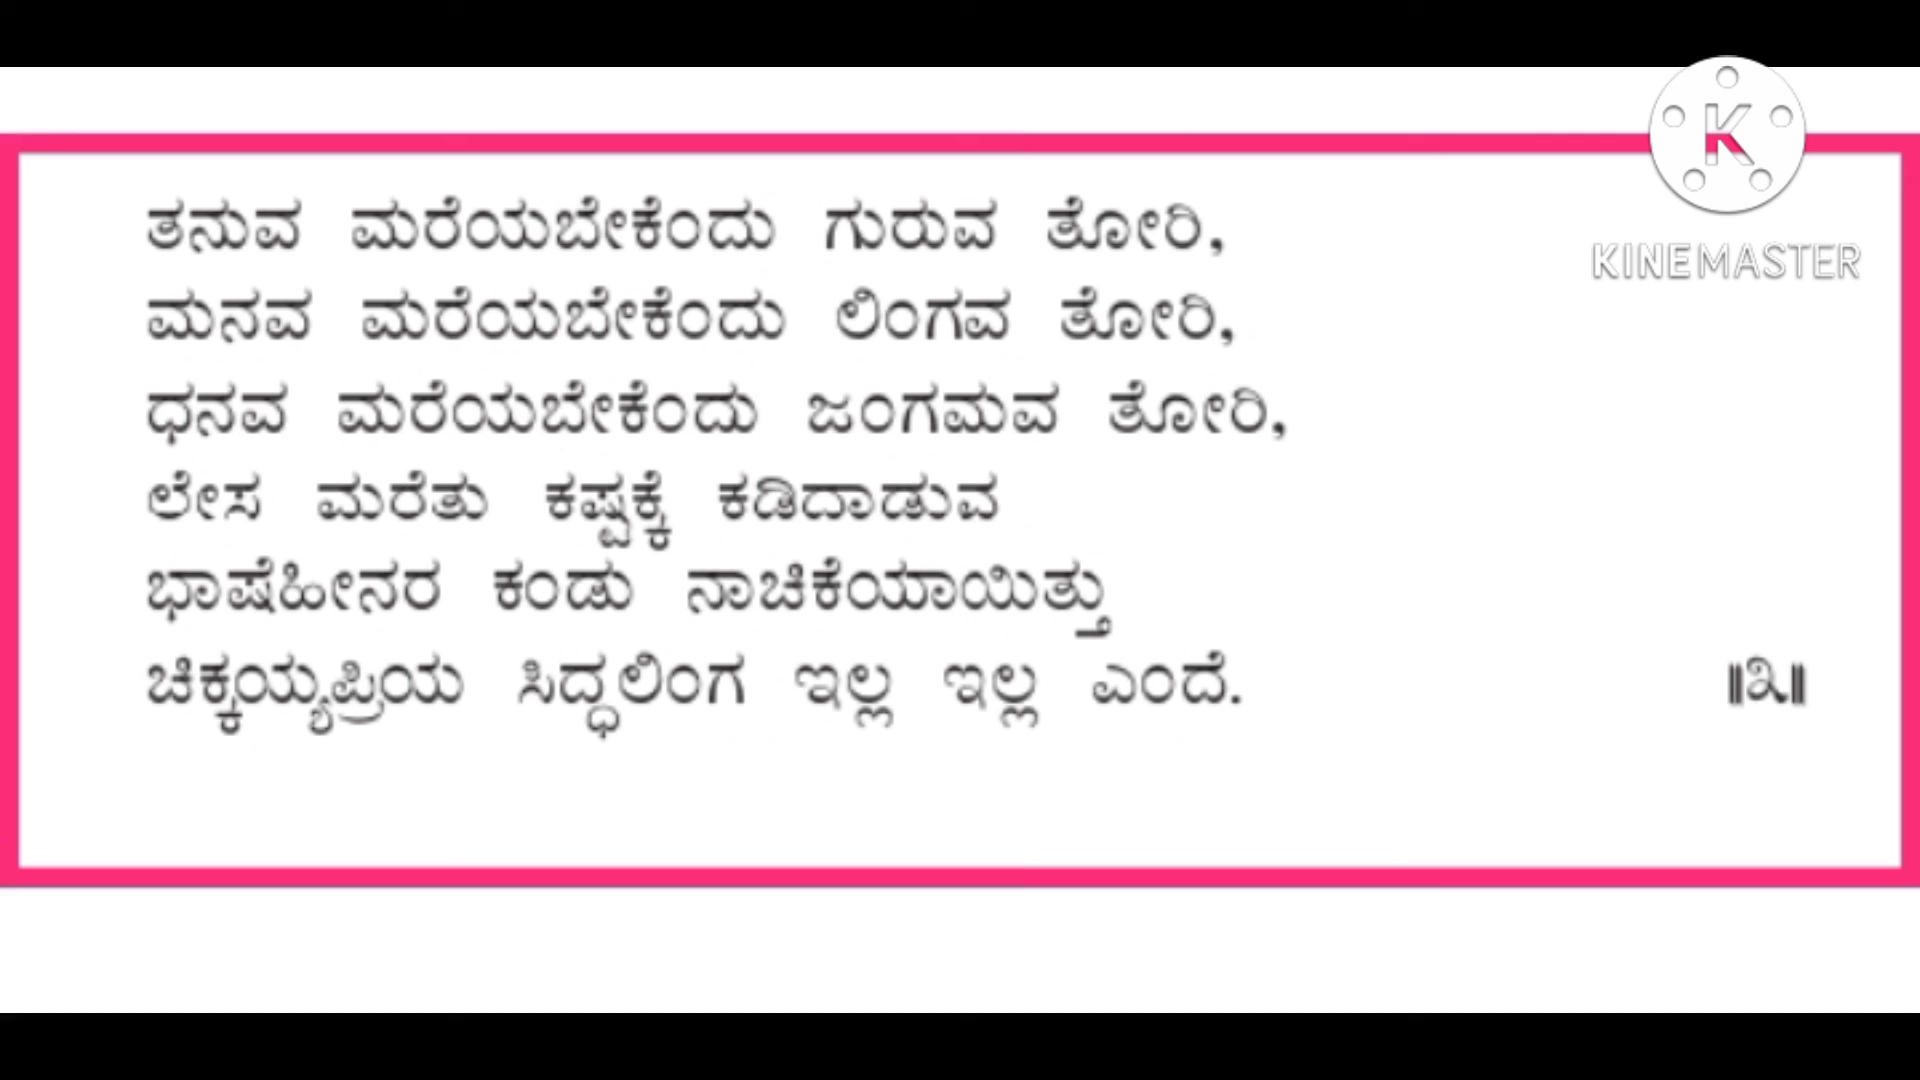 ತನುವ ಮರೆಯಬೇಕೆಂದು ಗುರುವ ತೋರಿ,
ಮನವ ಮರೆಯಬೇಕೆಂದು ಲಿಂಗವ ತೋರಿ,
ಧನವ ಮರೆಯಬೇಕೆಂದು ಜಂಗಮವ ತೋರಿ,
ಲೇಸ ಮರೆತು ಕಷ್ಟಕ್ಕೆ ಕಡಿದಾಡುವ
ಭಾಷೆಹೀನರ ಕಂಡು ನಾಚಿಕೆಯಾಯಿತ್ತು
ಚಿಕ್ಕಯ್ಯಪ್ರಿಯ ಸಿದ್ಧಲಿಂಗ ಇಲ್ಲ ಇಲ್ಲ ಎಂದೆ. ॥೩॥
K
KINEMASTER